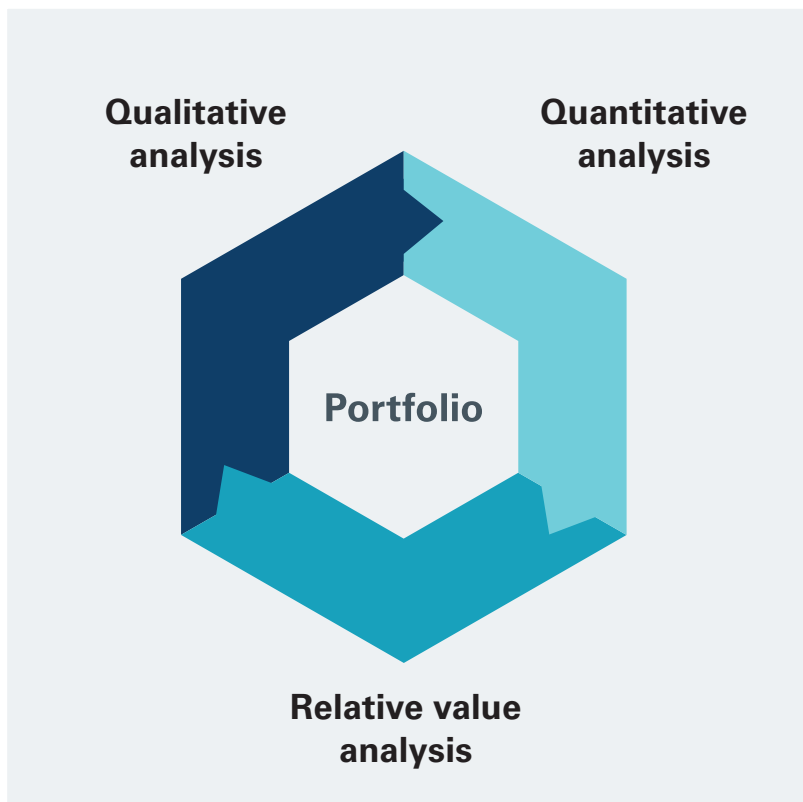 Qualitative
analysis
Quantitative
analysis
Portfolio
Relative value
analysis